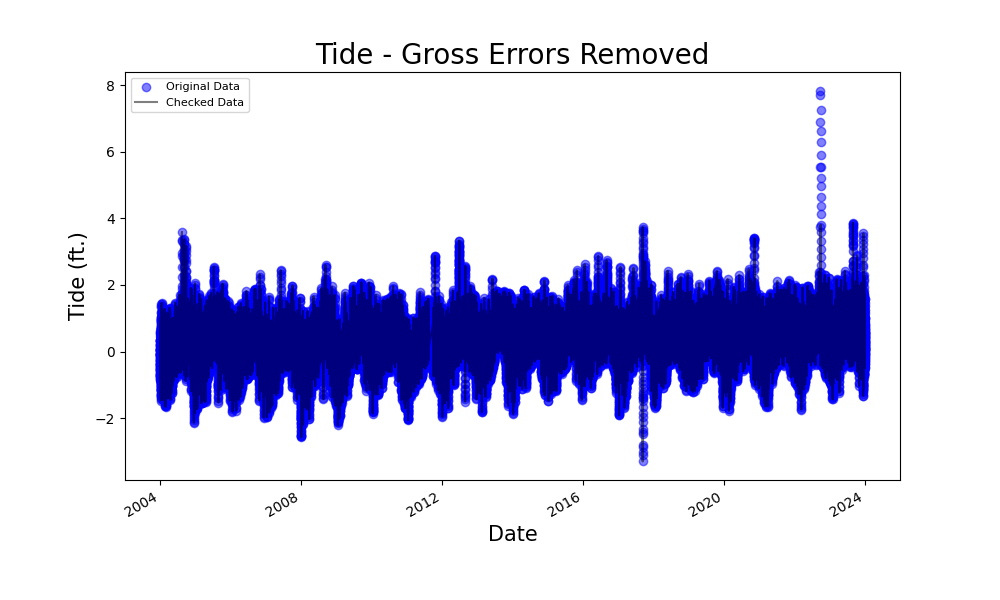 Tide - Gross Errors Removed
Original Data
Checked Data
8
6
4
2
0
−2
Tide (ft.)
2004
2008
2012
2016
2020
2024
Date